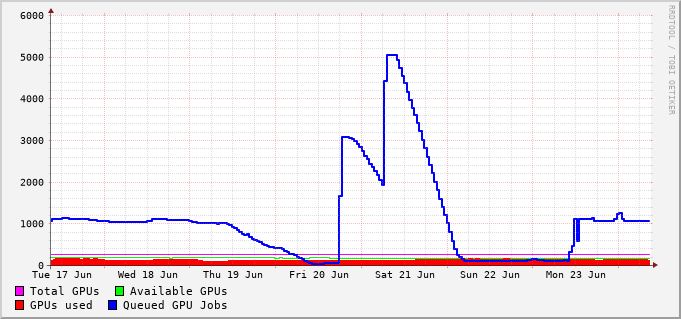 6000
5000
4000
3000
2000
1000
0
Tue 17 Jun Wed 18 Jun Thu 19 Jun Fri 20 Jun Sat 21 Jun Sun 22 Jun Mon 23 Jun
Total GPUs Available GPUs
GPUs used Queued GPU Jobs
RRDTOOL / TOBI OETIKER